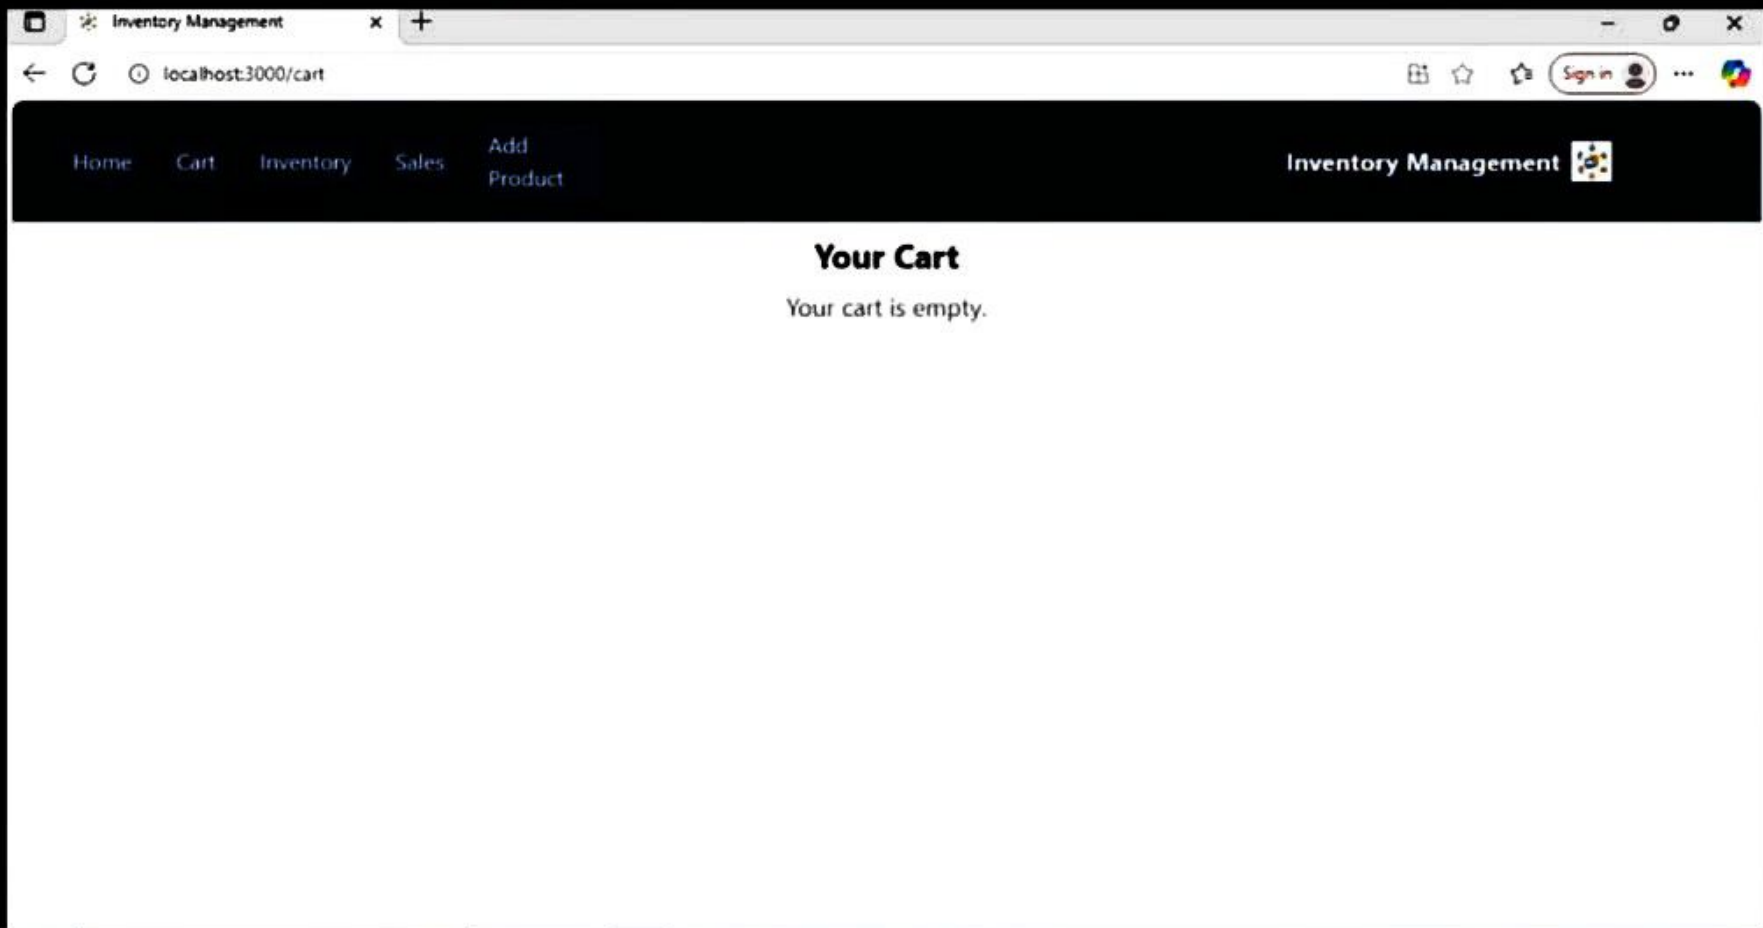 Inventory Management
localhost:3000/cart
Sign in
Home Cart Inventory Sales Add Product
Inventory Management
Your Cart
Your cart is empty.